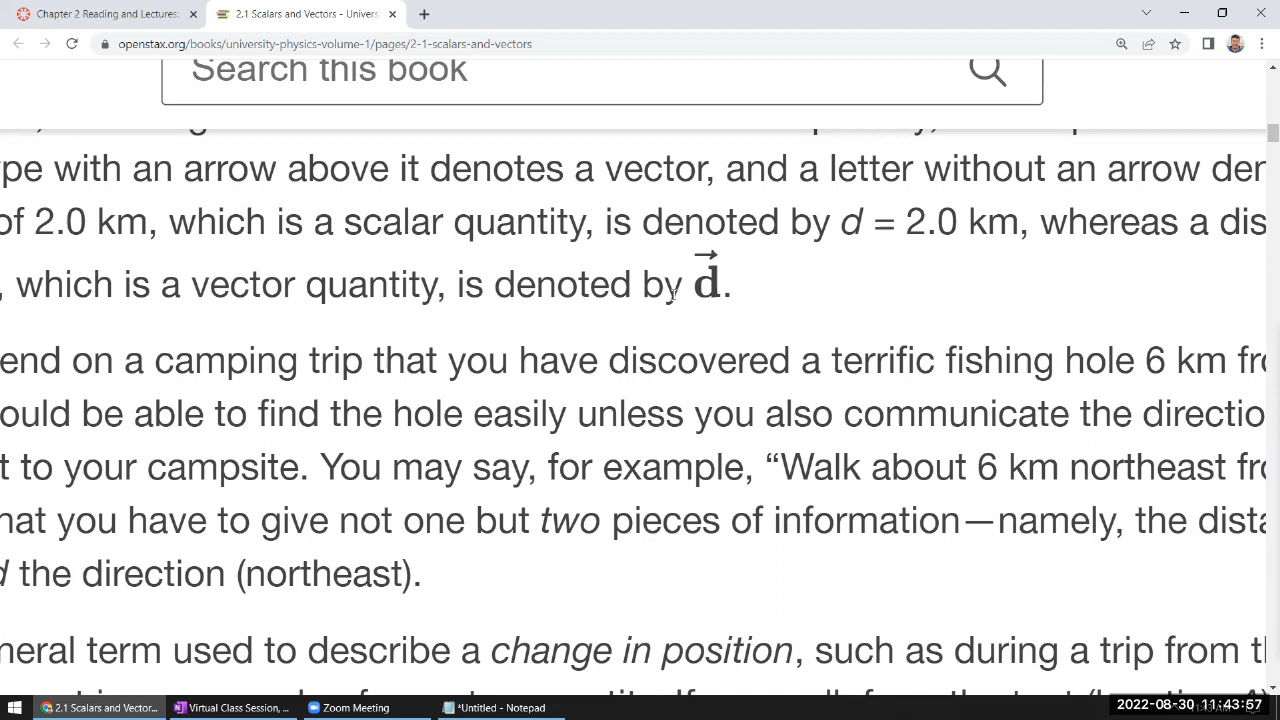 Chapter 2 Reading and Lectures:
2.1 Scalars and Vectors - Univers
openstax.org/books/university-physics-volume-1/pages/2-1-scalars-and-vectors
Search this book
ype with an arrow above it denotes a vector, and a letter without an arrow den
of 2.0 km, which is a scalar quantity, is denoted by d = 2.0 km, whereas a dis
, which is a vector quantity, is denoted by d⃗.
end on a camping trip that you have discovered a terrific fishing hole 6 km fro
ould be able to find the hole easily unless you also communicate the directio
t to your campsite. You may say, for example, “Walk about 6 km northeast fro
hat you have to give not one but two pieces of information—namely, the dista
d the direction (northeast).
neral term used to describe a change in position, such as during a trip from th
2.1 Scalars and Vector...
Virtual Class Session, ...
Zoom Meeting
*Untitled - Notepad
2022-08-30 11:43:57